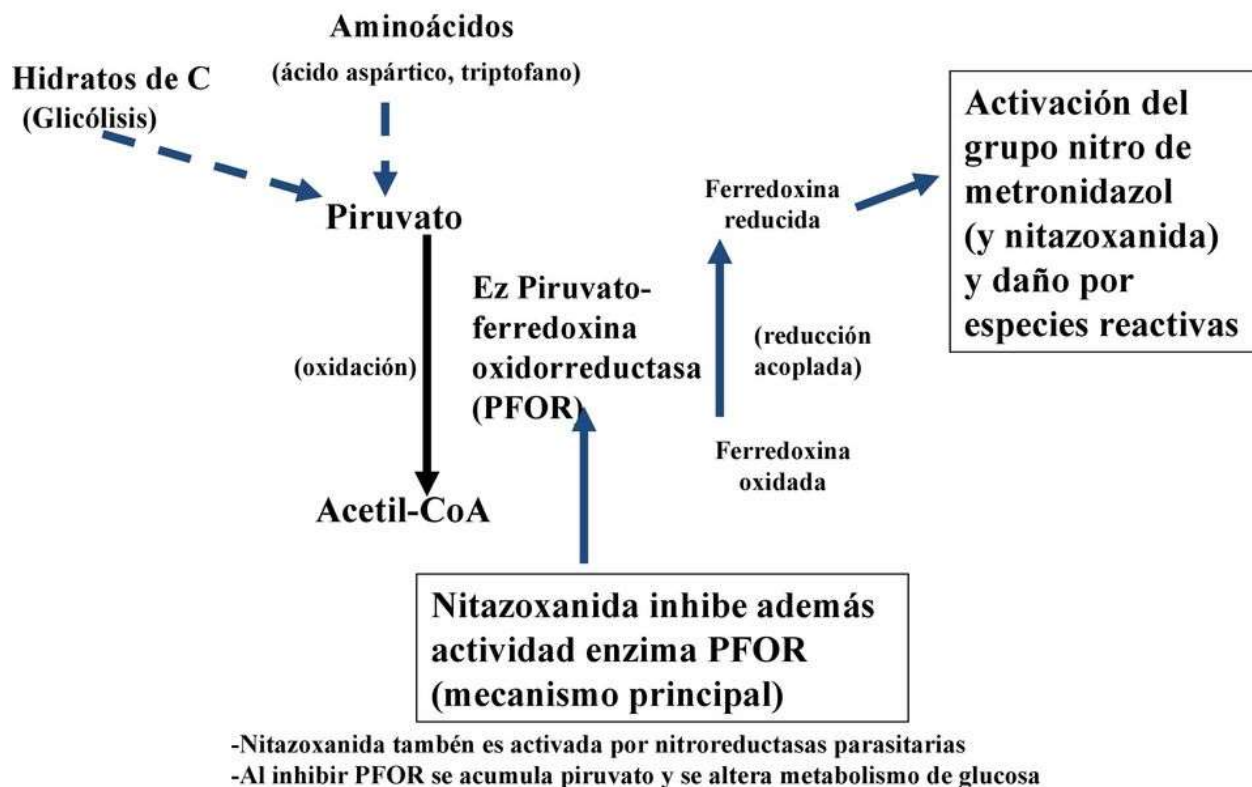 Aminoácidos
(ácido aspártico, triptofano)
Hidratos de C
(Glicólisis)
Piruvato
(oxidación)
Acetil-CoA
Ez Piruvato-
ferredoxina
oxidorreductasa
(PFOR)
Ferredoxina
reducida
(reducción
acoplada)
Ferredoxina
oxidada
Activación del
grupo nitro de
metronidazol
(y nitazoxanida)
y daño por
especies reactivas
Nitazoxanida inhibe además
actividad enzima PFOR
(mecanismo principal)
-Nitazoxanida tambén es activada por nitroreductasas parasitarias
-Al inhibir PFOR se acumula piruvato y se altera metabolismo de glucosa